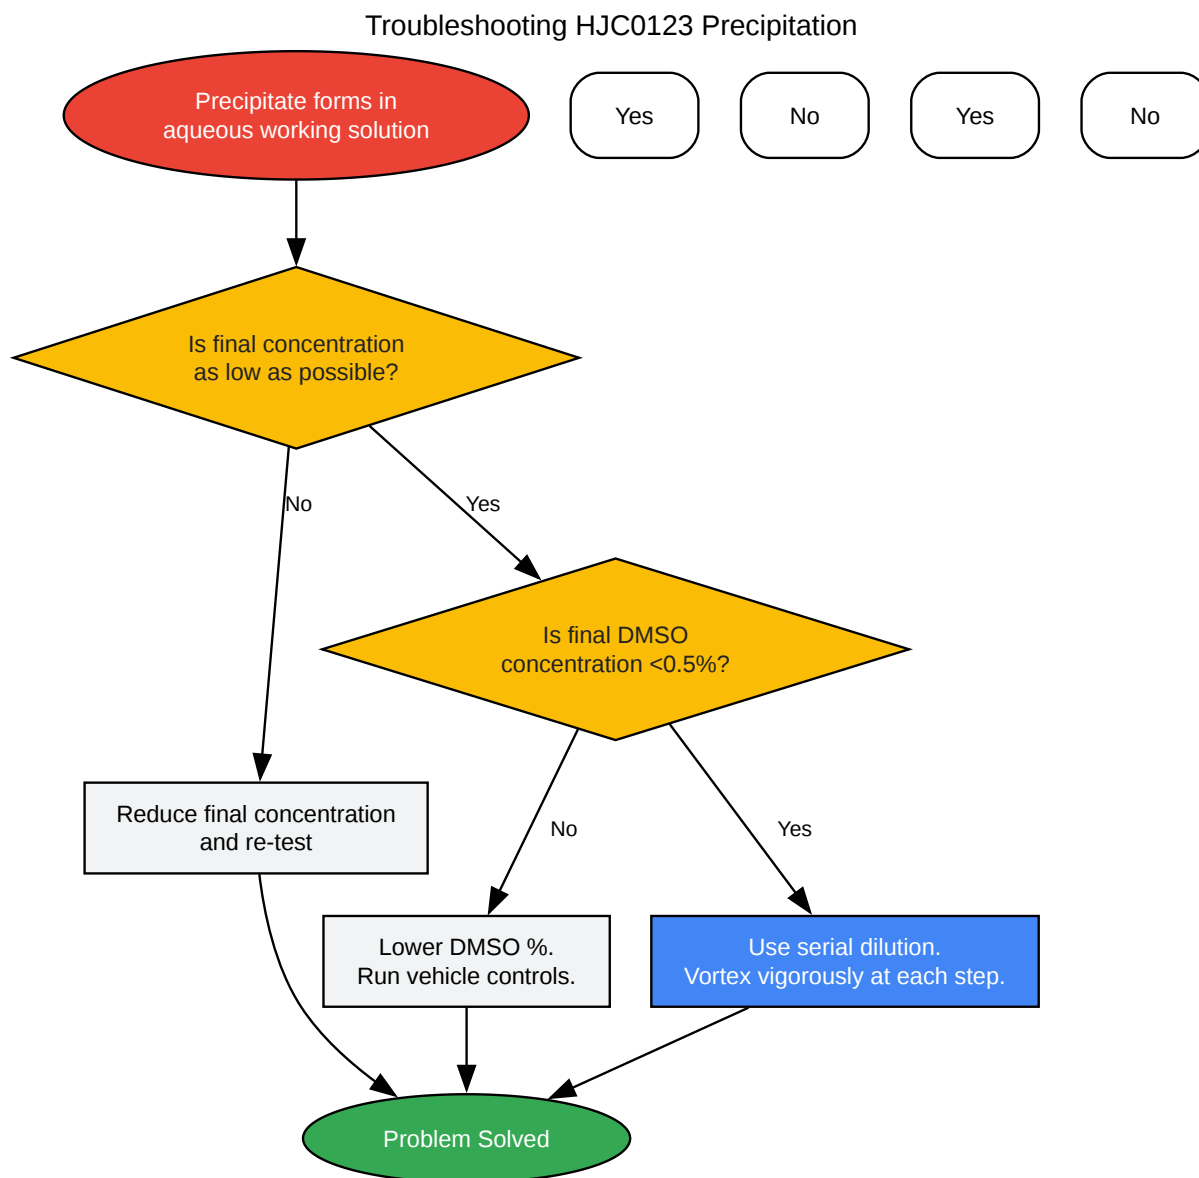 Troubleshooting HJC0123 Precipitation
Precipitate forms in
aqueous working solution
Yes
No
Yes
No
Is final concentration
as low as possible?
No
Yes
Is final DMSO
concentration <0.5%?
Reduce final concentration
and re-test
No
Yes
Lower DMSO %.
Run vehicle controls.
Use serial dilution.
Vortex vigorously at each step.
Problem Solved